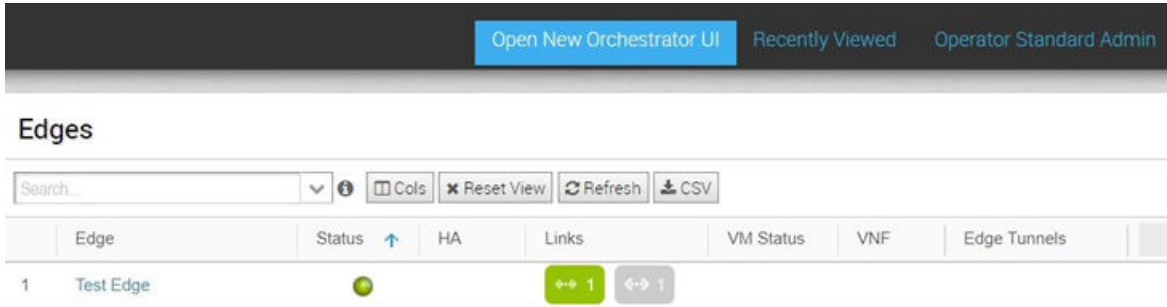 Open New Orchestrator UI Recently Viewed Operator Standard Admin
Edges
Search... Cols Reset View Refresh CSV
Edge Status HA Links VM Status VNF Edge Tunnels
1 Test Edge 1 1